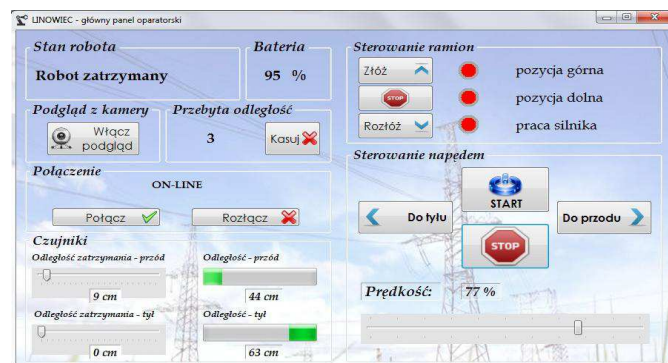 LINOWIEC - główny panel operatorski
Stan robota
Robot zatrzymany
Bateria
95 %
Podgląd z kamery
Włącz podgląd
Przebyta odległość
3
Kasuj
Połączenie
ON-LINE
Połącz
Rozłącz
Czujniki
Odległość zatrzymania - przód
9 cm
Odległość - przód
44 cm
Odległość zatrzymania - tył
0 cm
Odległość - tył
63 cm
Sterowanie ramion
Złóż
pozycja górna
STOP
pozycja dolna
Rozłóż
praca silnika
Sterowanie napędem
START
Do tyłu
Do przodu
STOP
Prędkość:
77 %